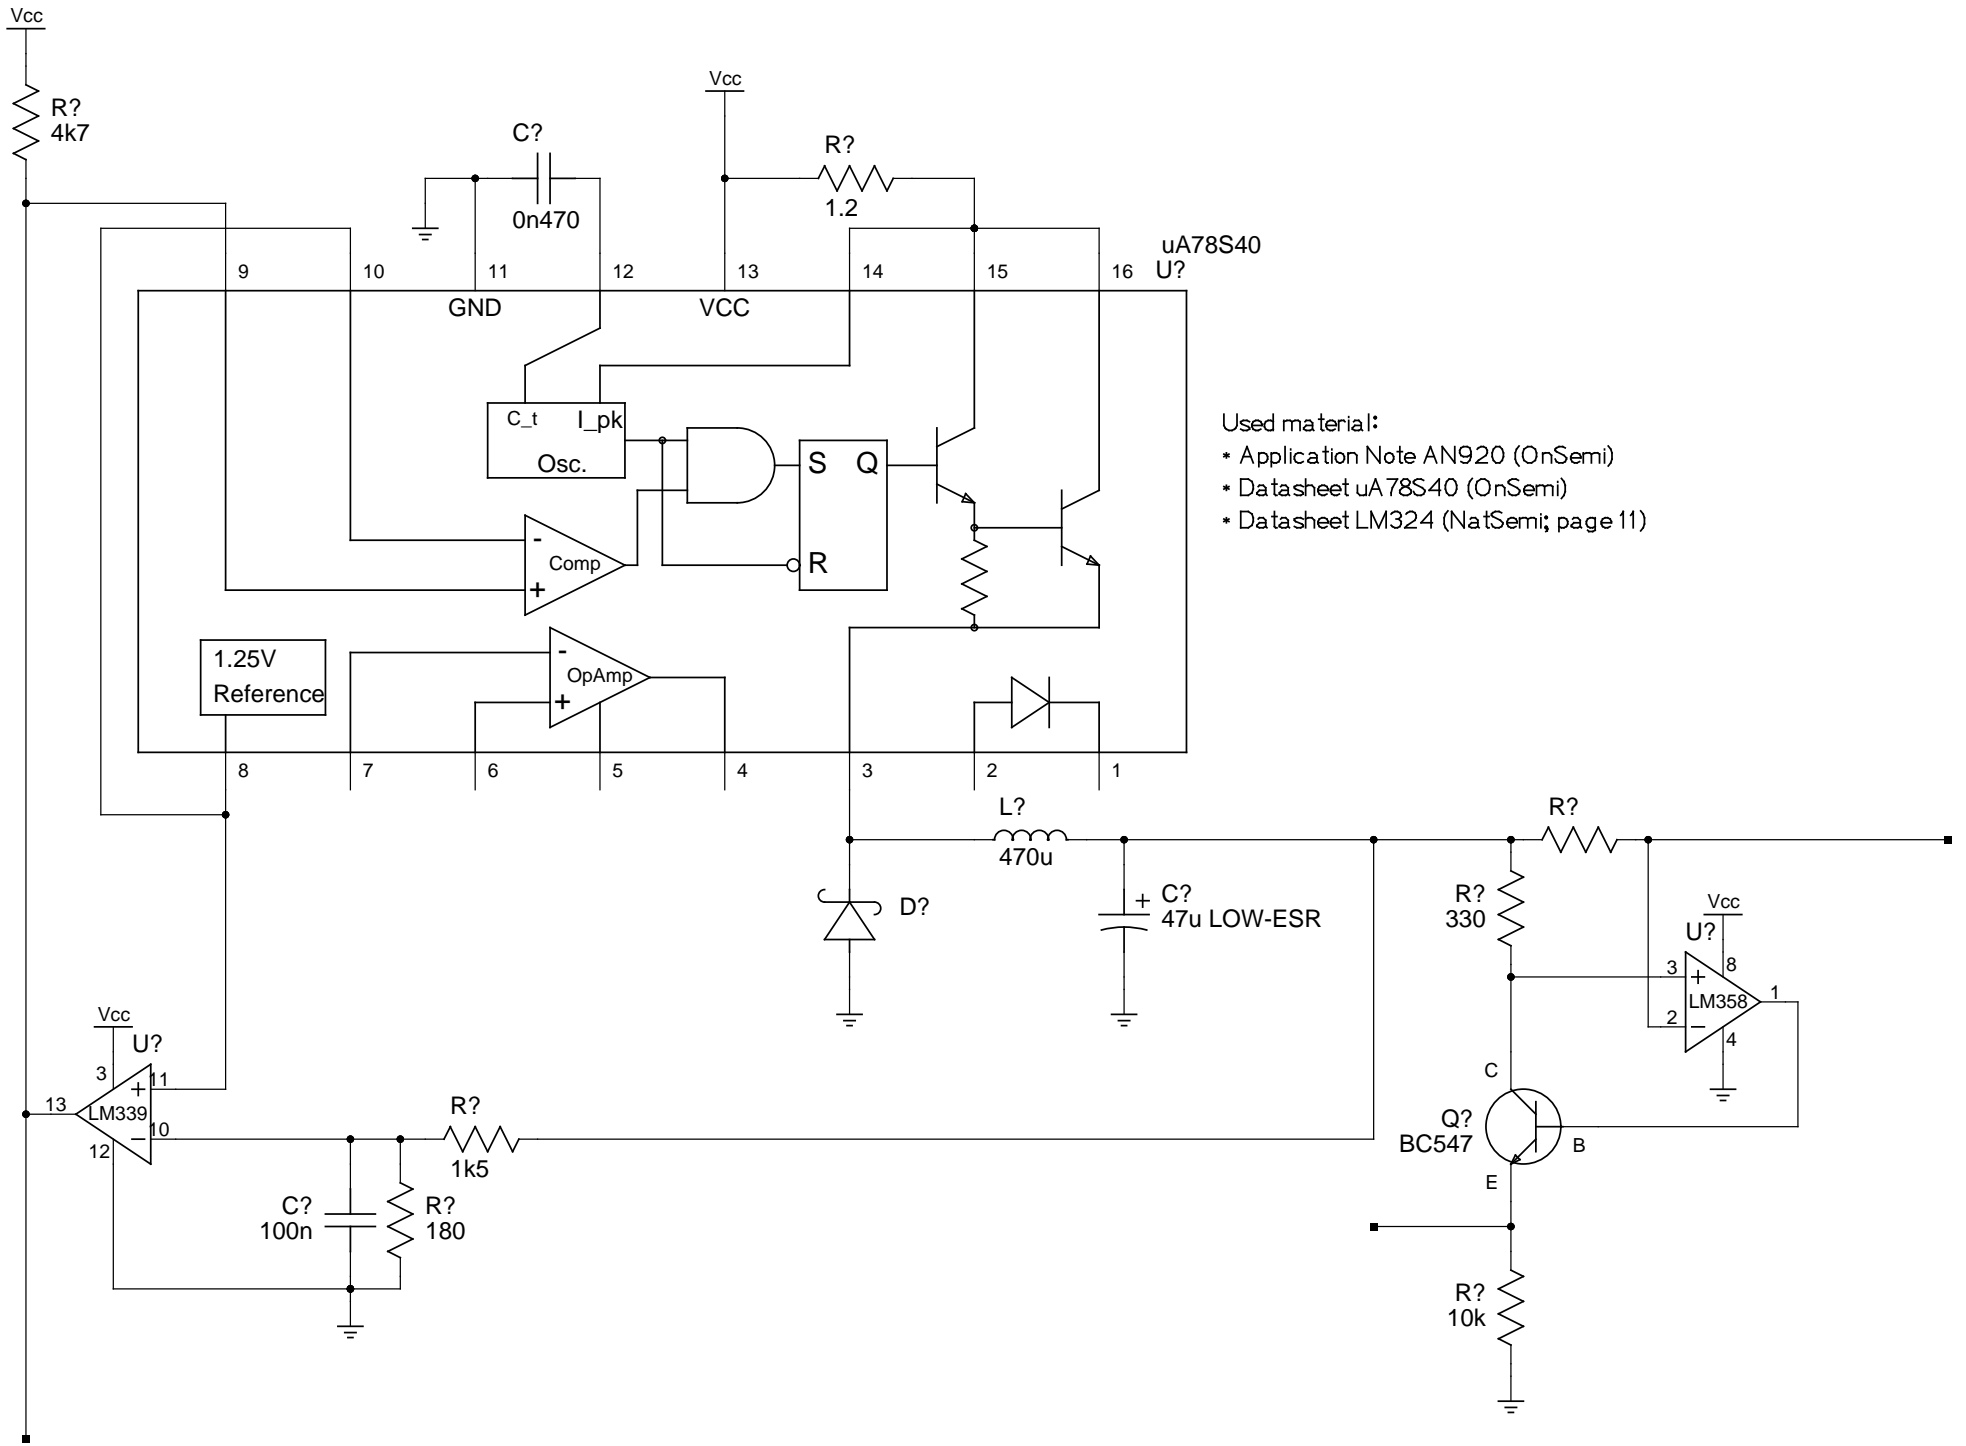 Vcc
R?
4k7
C?
0n470
Vcc
R?
1.2
uA78S40
U?
9
10
11
12
13
14
15
16
GND
VCC
C_t
I_pk
Osc.
S
Q
R
-
Comp
+
1.25V
Reference
-
OpAmp
+
8
7
6
5
4
3
2
1
Used material:
* Application Note AN920 (OnSemi)
* Datasheet uA78S40 (OnSemi)
* Datasheet LM324 (NatSemi; page 11)
L?
470u
D?
+
C?
47u LOW-ESR
R?
R?
330
Vcc
U?
3
+
8
LM358
1
2
−
4
C
Q?
BC547
B
E
R?
10k
Vcc
U?
3
+
11
13
LM339
12
−
10
R?
1k5
C?
100n
R?
180